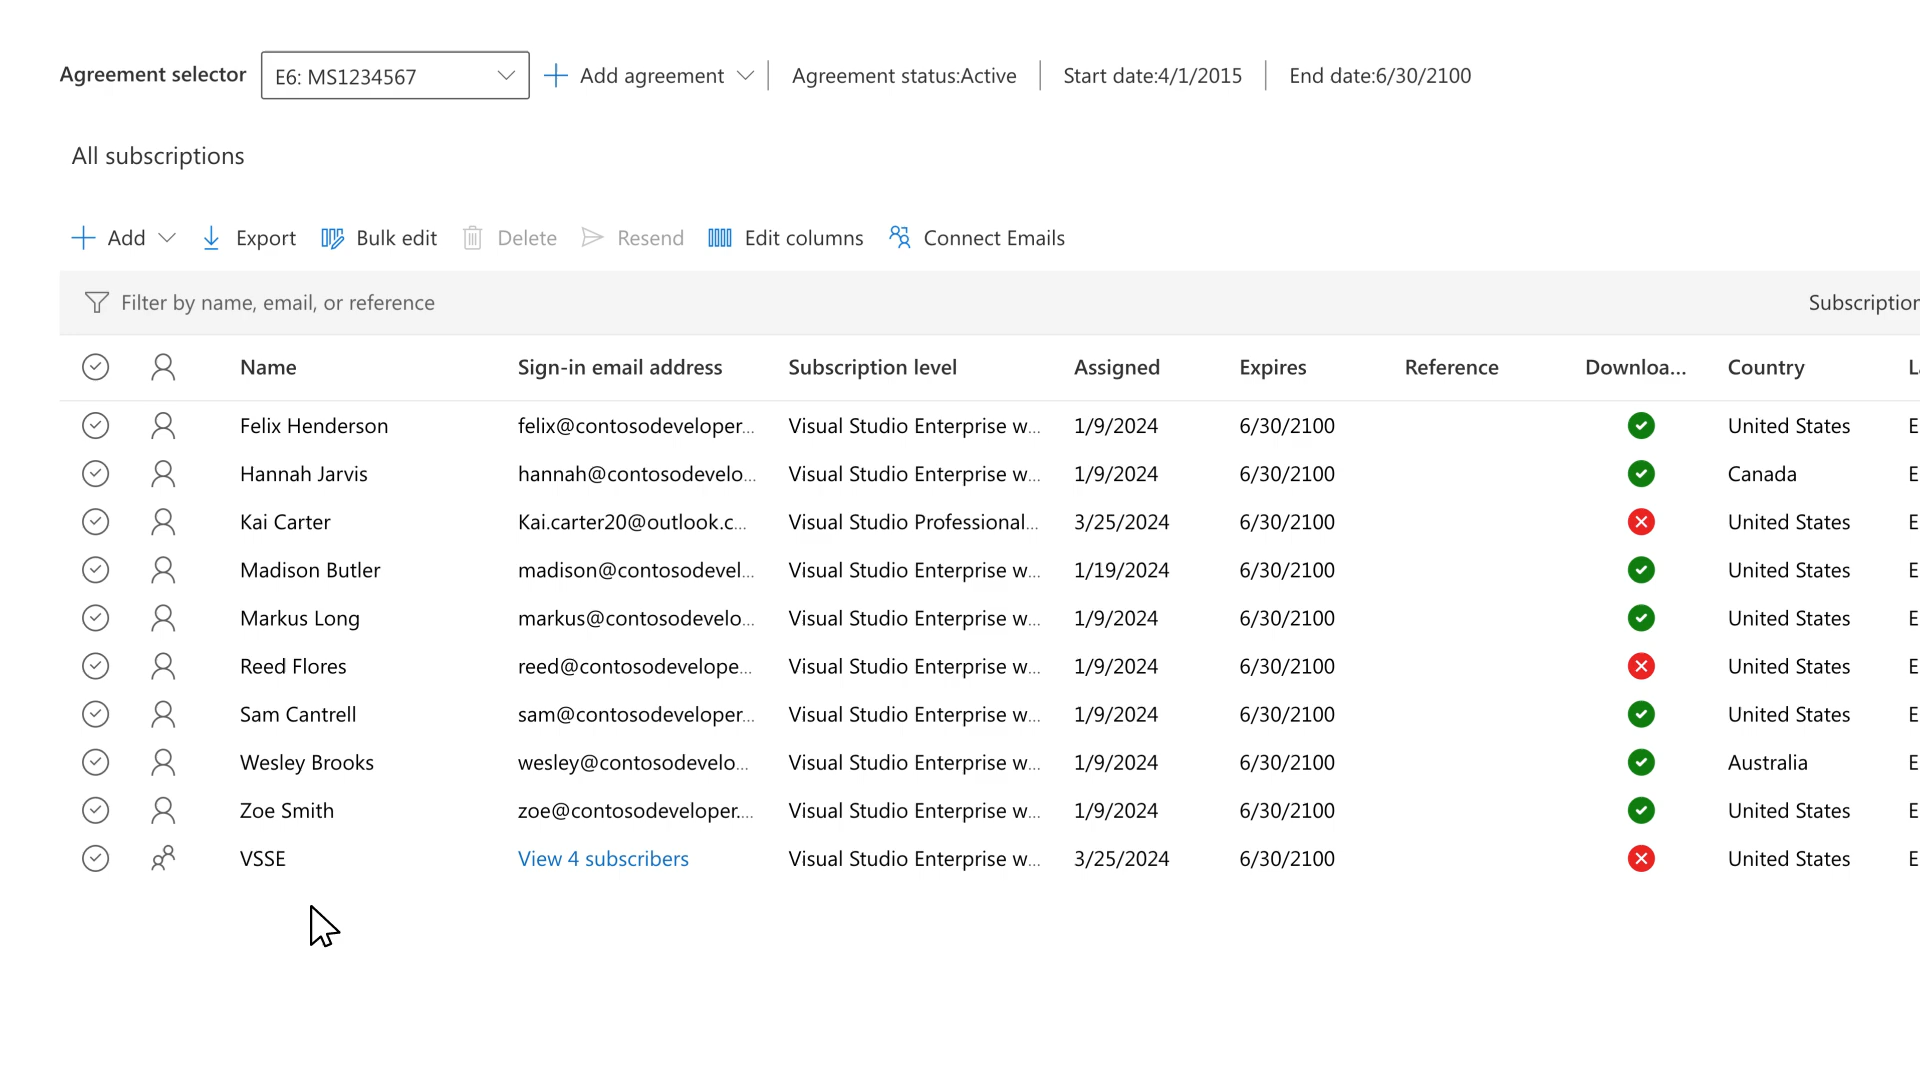 Agreement selector E6: MS1234567 Add agreement Agreement status:Active Start date:4/1/2015 End date:6/30/2100
All subscriptions
Add Export Bulk edit Delete Resend Edit columns Connect Emails
Filter by name, email, or reference Subscription
Name Sign-in email address Subscription level Assigned Expires Reference Downloa... Country L
Felix Henderson felix@contosodeveloper... Visual Studio Enterprise w... 1/9/2024 6/30/2100 United States E
Hannah Jarvis hannah@contosodevelo... Visual Studio Enterprise w... 1/9/2024 6/30/2100 Canada E
Kai Carter Kai.carter20@outlook.c... Visual Studio Professional... 3/25/2024 6/30/2100 United States E
Madison Butler madison@contosodevel... Visual Studio Enterprise w... 1/19/2024 6/30/2100 United States E
Markus Long markus@contosodevelo... Visual Studio Enterprise w... 1/9/2024 6/30/2100 United States E
Reed Flores reed@contosodevelope... Visual Studio Enterprise w... 1/9/2024 6/30/2100 United States E
Sam Cantrell sam@contosodeveloper... Visual Studio Enterprise w... 1/9/2024 6/30/2100 United States E
Wesley Brooks wesley@contosodevelo... Visual Studio Enterprise w... 1/9/2024 6/30/2100 Australia E
Zoe Smith zoe@contosodeveloper.... Visual Studio Enterprise w... 1/9/2024 6/30/2100 United States E
VSSE View 4 subscribers Visual Studio Enterprise w... 3/25/2024 6/30/2100 United States E